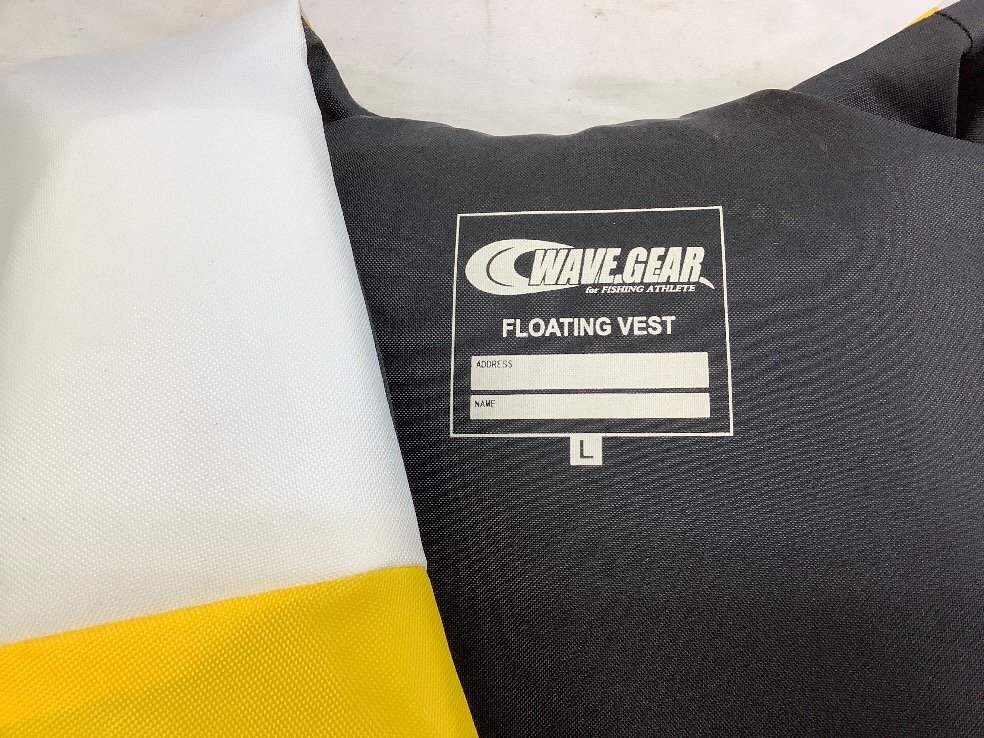 WAVE.GEAR
for FISHING ATHLETE
FLOATING VEST
ADDRESS
NAME
L